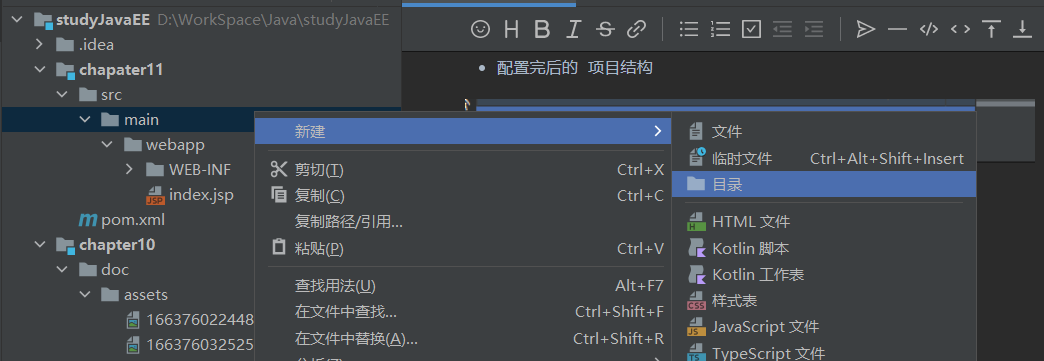 studyJavaEE D:\WorkSpace\Java\studyJavaEE
.idea
chapater11
src
main
webapp
WEB-INF
JSP index.jsp
m pom.xml
chapter10
doc
assets
166376022448
166376032525
H B I S
配置完后的 项目结构
新建
剪切(T) Ctrl+X
复制(C) Ctrl+C
复制路径/引用...
粘贴(P) Ctrl+V
查找用法(U) Alt+F7
在文件中查找... Ctrl+Shift+F
在文件中替换(A)... Ctrl+Shift+R
文件
临时文件 Ctrl+Alt+Shift+Insert
目录
H HTML 文件
Kotlin 脚本
Kotlin 工作表
CSS 样式表
JS JavaScript 文件
TS TypeScript 文件